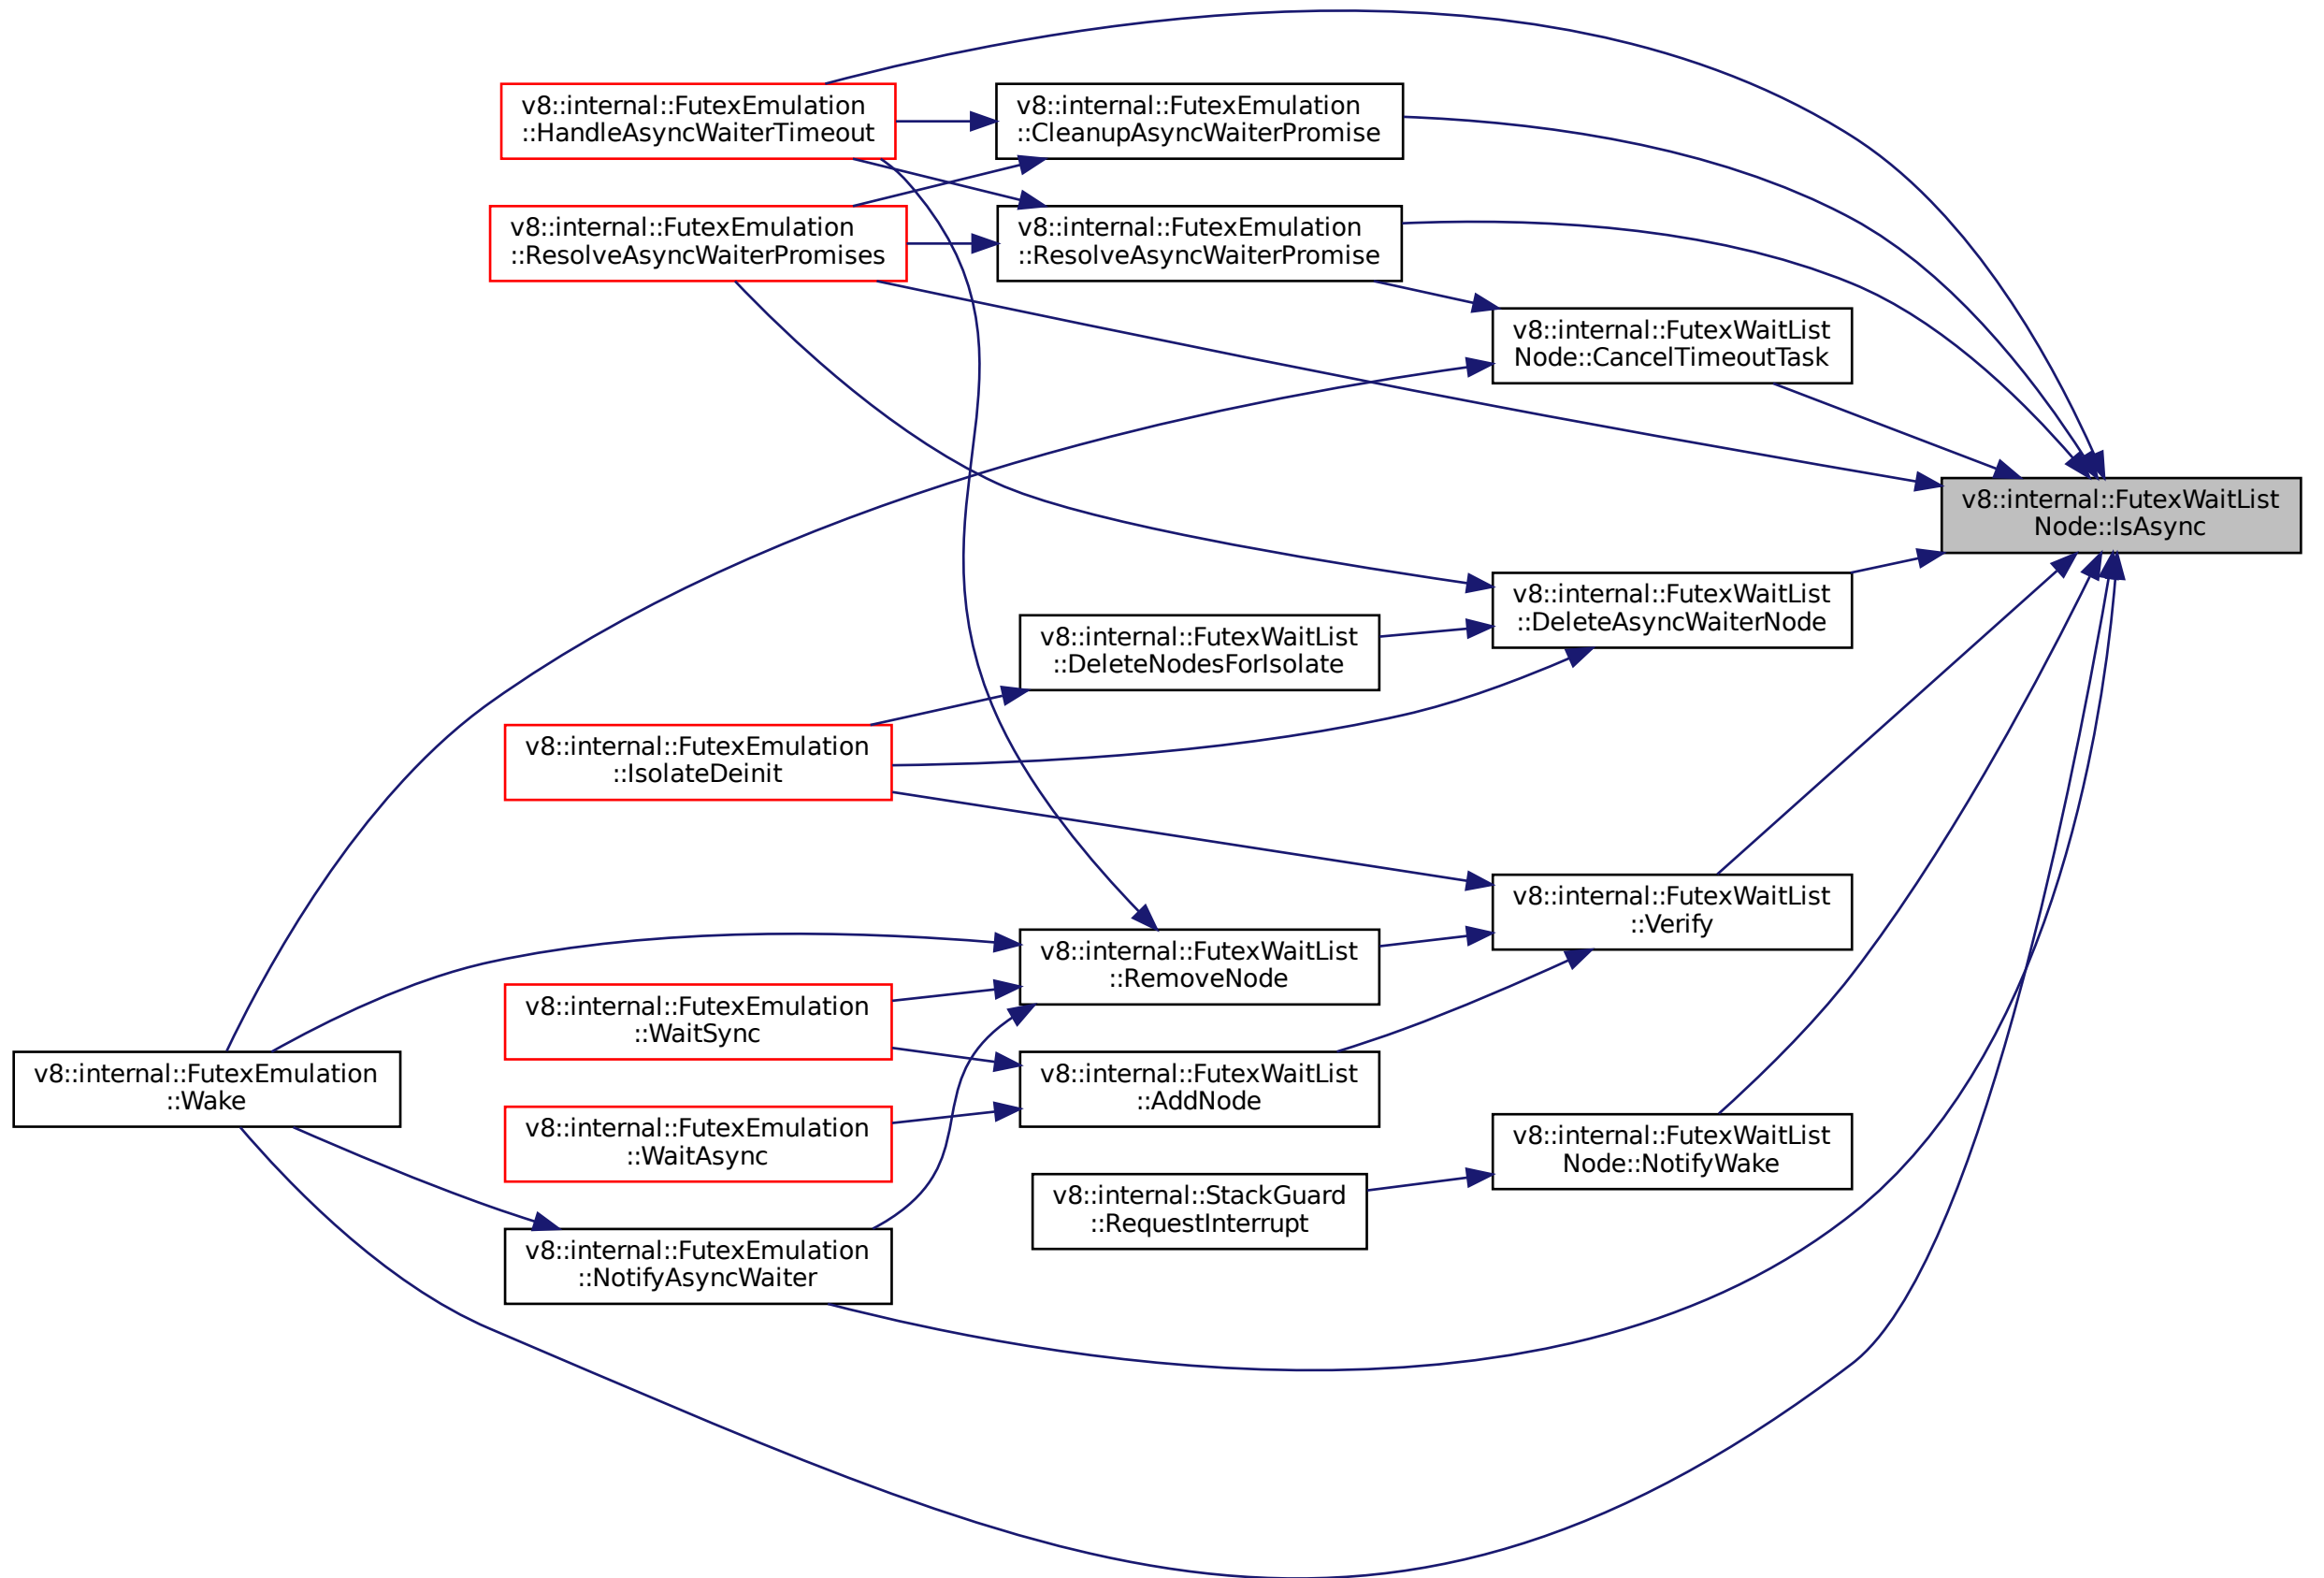 v8::internal::FutexEmulation
::HandleAsyncWaiterTimeout
v8::internal::FutexEmulation
::CleanupAsyncWaiterPromise
v8::internal::FutexEmulation
::ResolveAsyncWaiterPromises
v8::internal::FutexEmulation
::ResolveAsyncWaiterPromise
v8::internal::FutexWaitList
Node::CancelTimeoutTask
v8::internal::FutexWaitList
Node::IsAsync
v8::internal::FutexWaitList
::DeleteAsyncWaiterNode
v8::internal::FutexWaitList
::DeleteNodesForIsolate
v8::internal::FutexEmulation
::IsolateDeinit
v8::internal::FutexWaitList
::Verify
v8::internal::FutexWaitList
::RemoveNode
v8::internal::FutexEmulation
::WaitSync
v8::internal::FutexEmulation
::Wake
v8::internal::FutexWaitList
::AddNode
v8::internal::FutexEmulation
::WaitAsync
v8::internal::FutexWaitList
Node::NotifyWake
v8::internal::StackGuard
::RequestInterrupt
v8::internal::FutexEmulation
::NotifyAsyncWaiter